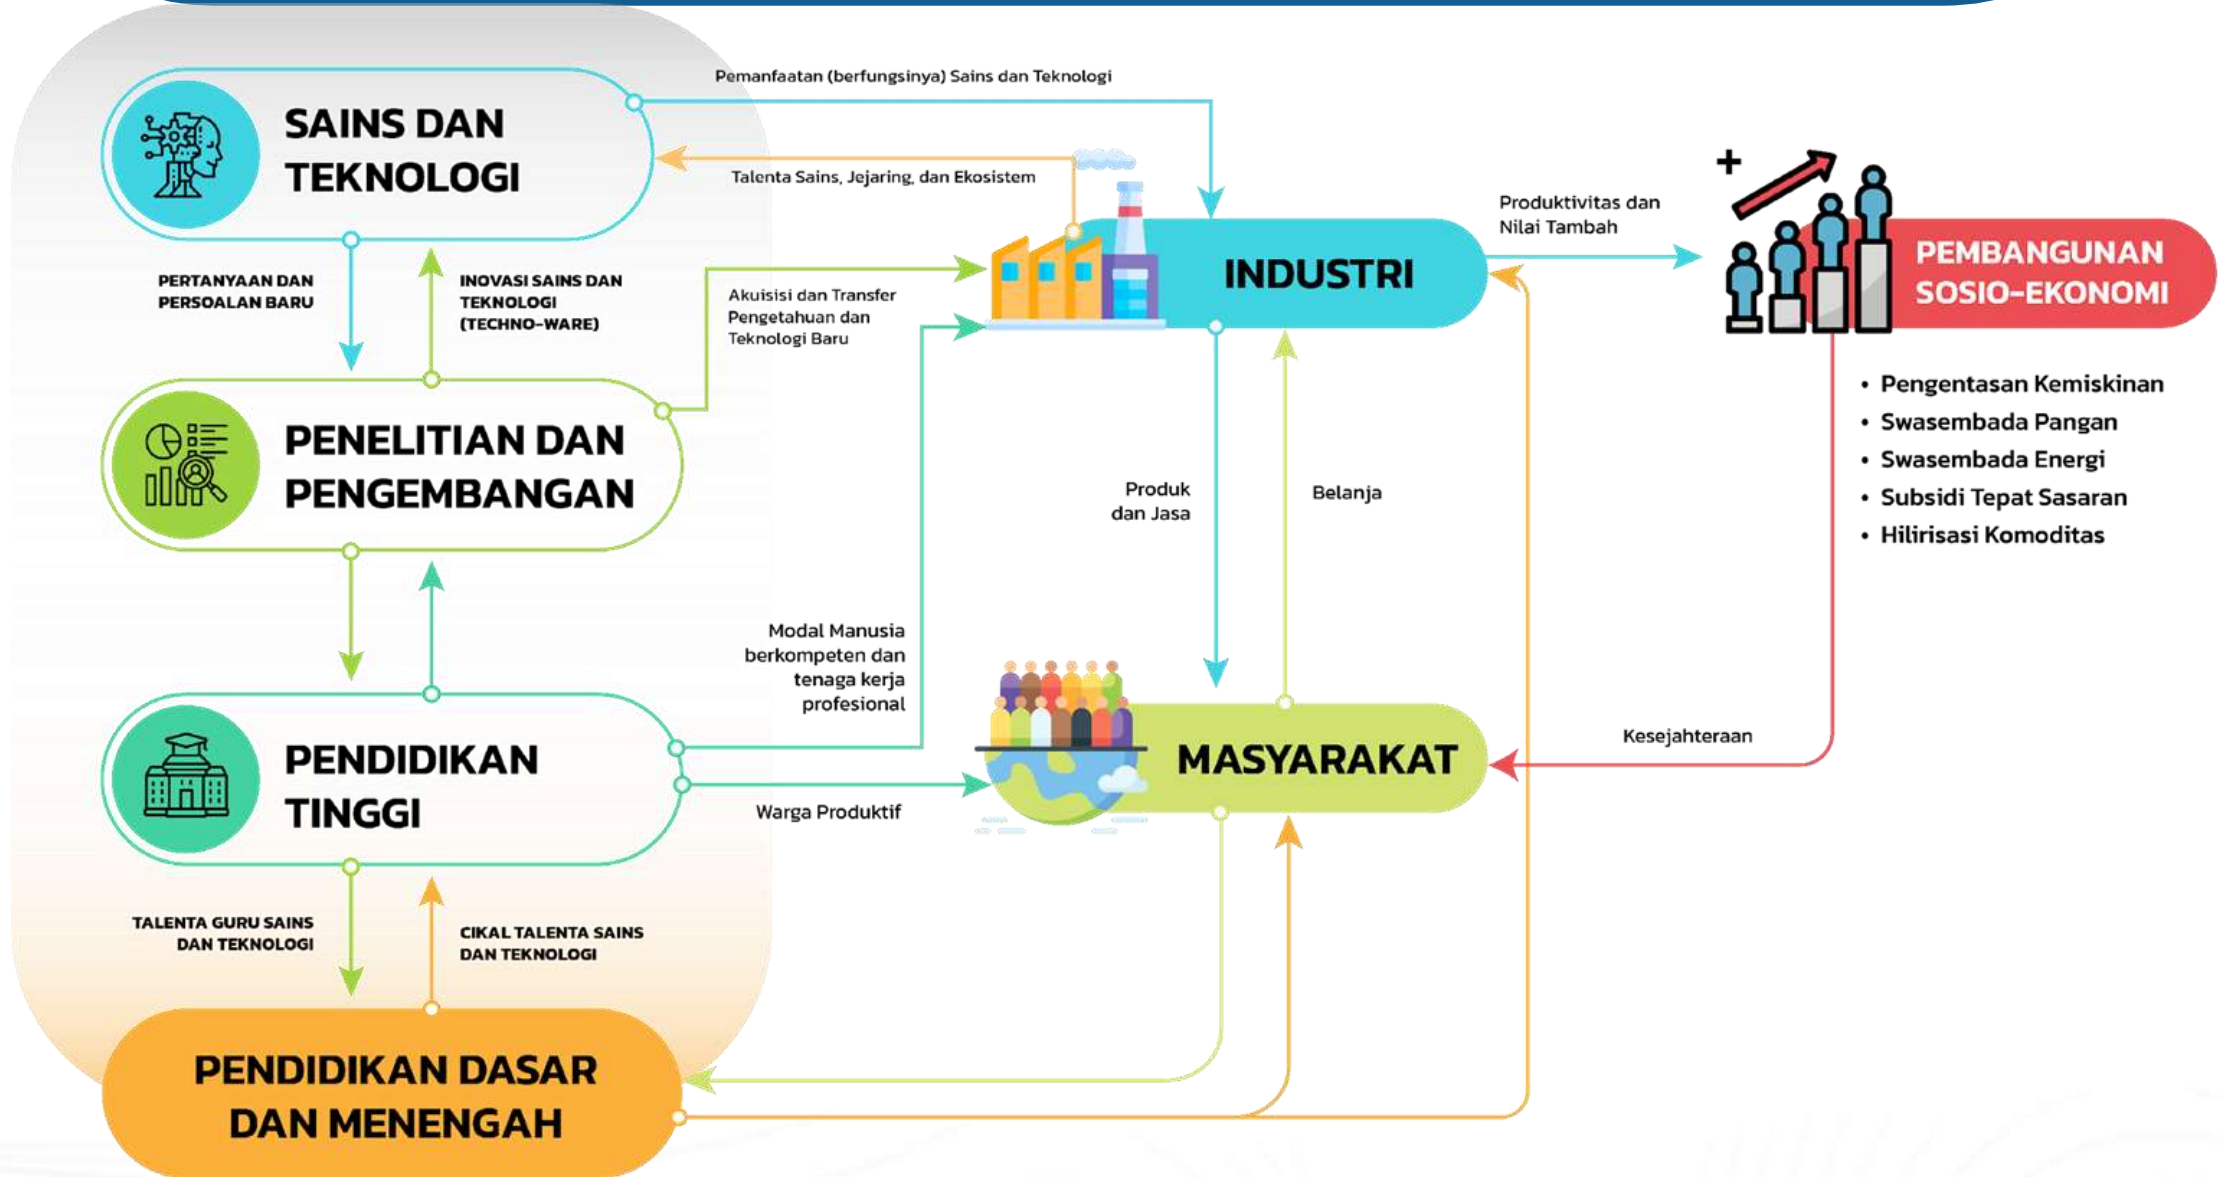 Pemanfaatan (berfungsinya) Sains dan Teknologi
SAINS DAN
TEKNOLOGI
Talenta Sains, Jejaring, dan Ekosistem
PERTANYAAN DAN
PERSOALAN BARU
INOVASI SAINS DAN
TEKNOLOGI
(TECHNO-WARE)
Akuisisi dan Transfer
Pengetahuan dan
Teknologi Baru
INDUSTRI
Produktivitas dan
Nilai Tambah
+
PEMBANGUNAN
SOSIO-EKONOMI
• Pengentasan Kemiskinan
• Swasembada Pangan
• Swasembada Energi
• Subsidi Tepat Sasaran
• Hilirisasi Komoditas
PENELITIAN DAN
PENGEMBANGAN
Produk
dan Jasa
Belanja
Modal Manusia
berkompeten dan
tenaga kerja
profesional
PENDIDIKAN
TINGGI
Warga Produktif
MASYARAKAT
Kesejahteraan
TALENTA GURU SAINS
DAN TEKNOLOGI
CIKAL TALENTA SAINS
DAN TEKNOLOGI
PENDIDIKAN DASAR
DAN MENENGAH